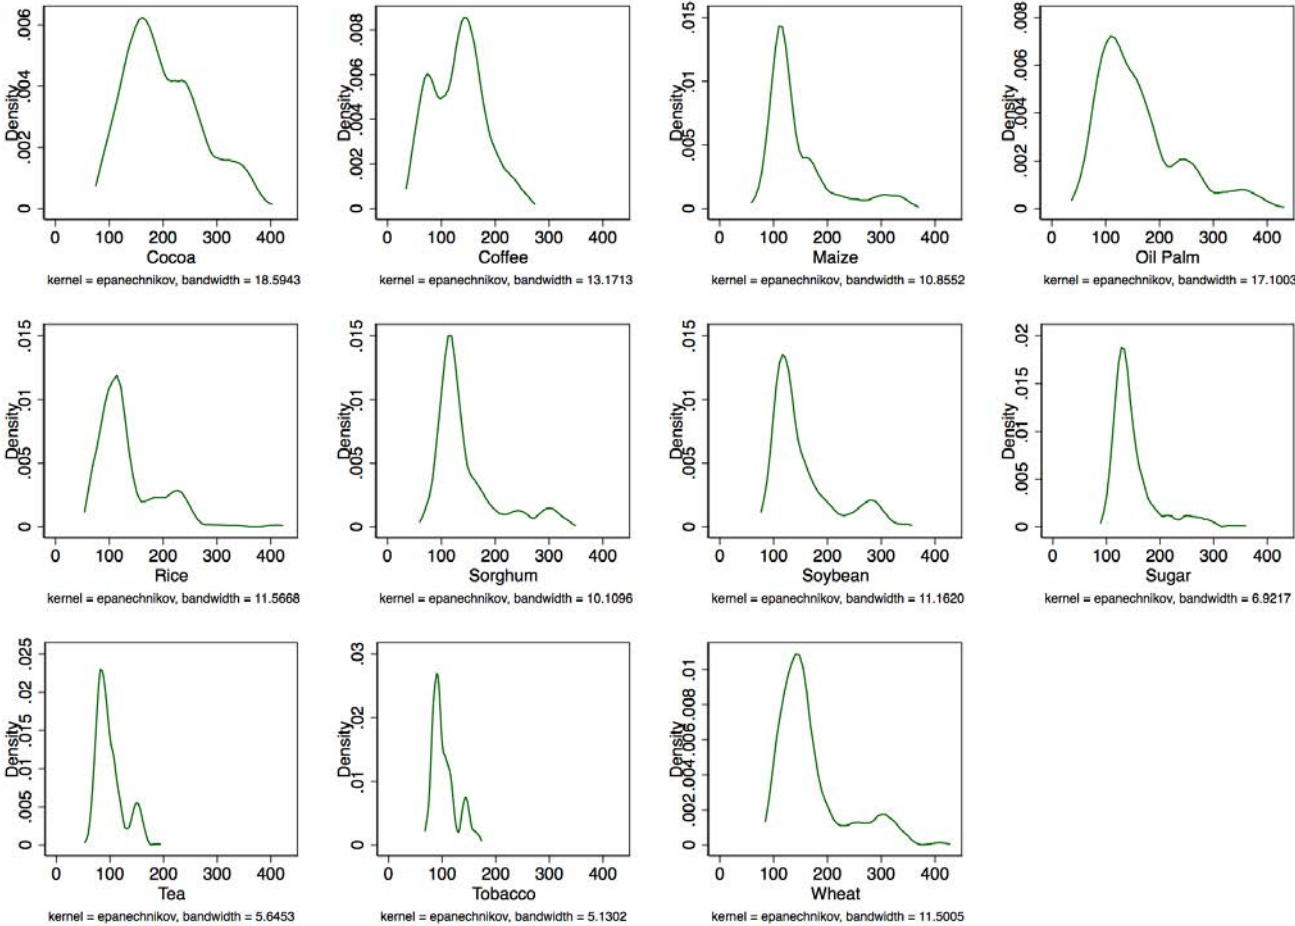 Density
0 .002 .004 .006
0 100 200 300 400
Cocoa
kernel = epanechnikov, bandwidth = 18.5943
Density
0 .002 .004 .006 .008
0 100 200 300 400
Coffee
kernel = epanechnikov, bandwidth = 13.1713
Density
0 .005 .01 .015
0 100 200 300 400
Maize
kernel = epanechnikov, bandwidth = 10.8552
Density
0 .002 .004 .006 .008
0 100 200 300 400
Oil Palm
kernel = epanechnikov, bandwidth = 17.1003
Density
0 .005 .01 .015
0 100 200 300 400
Rice
kernel = epanechnikov, bandwidth = 11.5668
Density
0 .005 .01 .015
0 100 200 300 400
Sorghum
kernel = epanechnikov, bandwidth = 10.1096
Density
0 .005 .01 .015
0 100 200 300 400
Soybean
kernel = epanechnikov, bandwidth = 11.1620
Density
0 .005 .01 .015 .02
0 100 200 300 400
Sugar
kernel = epanechnikov, bandwidth = 6.9217
Density
0 .005 .01 .015 .02 .025
0 100 200 300 400
Tea
kernel = epanechnikov, bandwidth = 5.6453
Density
0 .01 .02 .03
0 100 200 300 400
Tobacco
kernel = epanechnikov, bandwidth = 5.1302
Density
0 .002 .004 .006 .008 .01
0 100 200 300 400
Wheat
kernel = epanechnikov, bandwidth = 11.5005